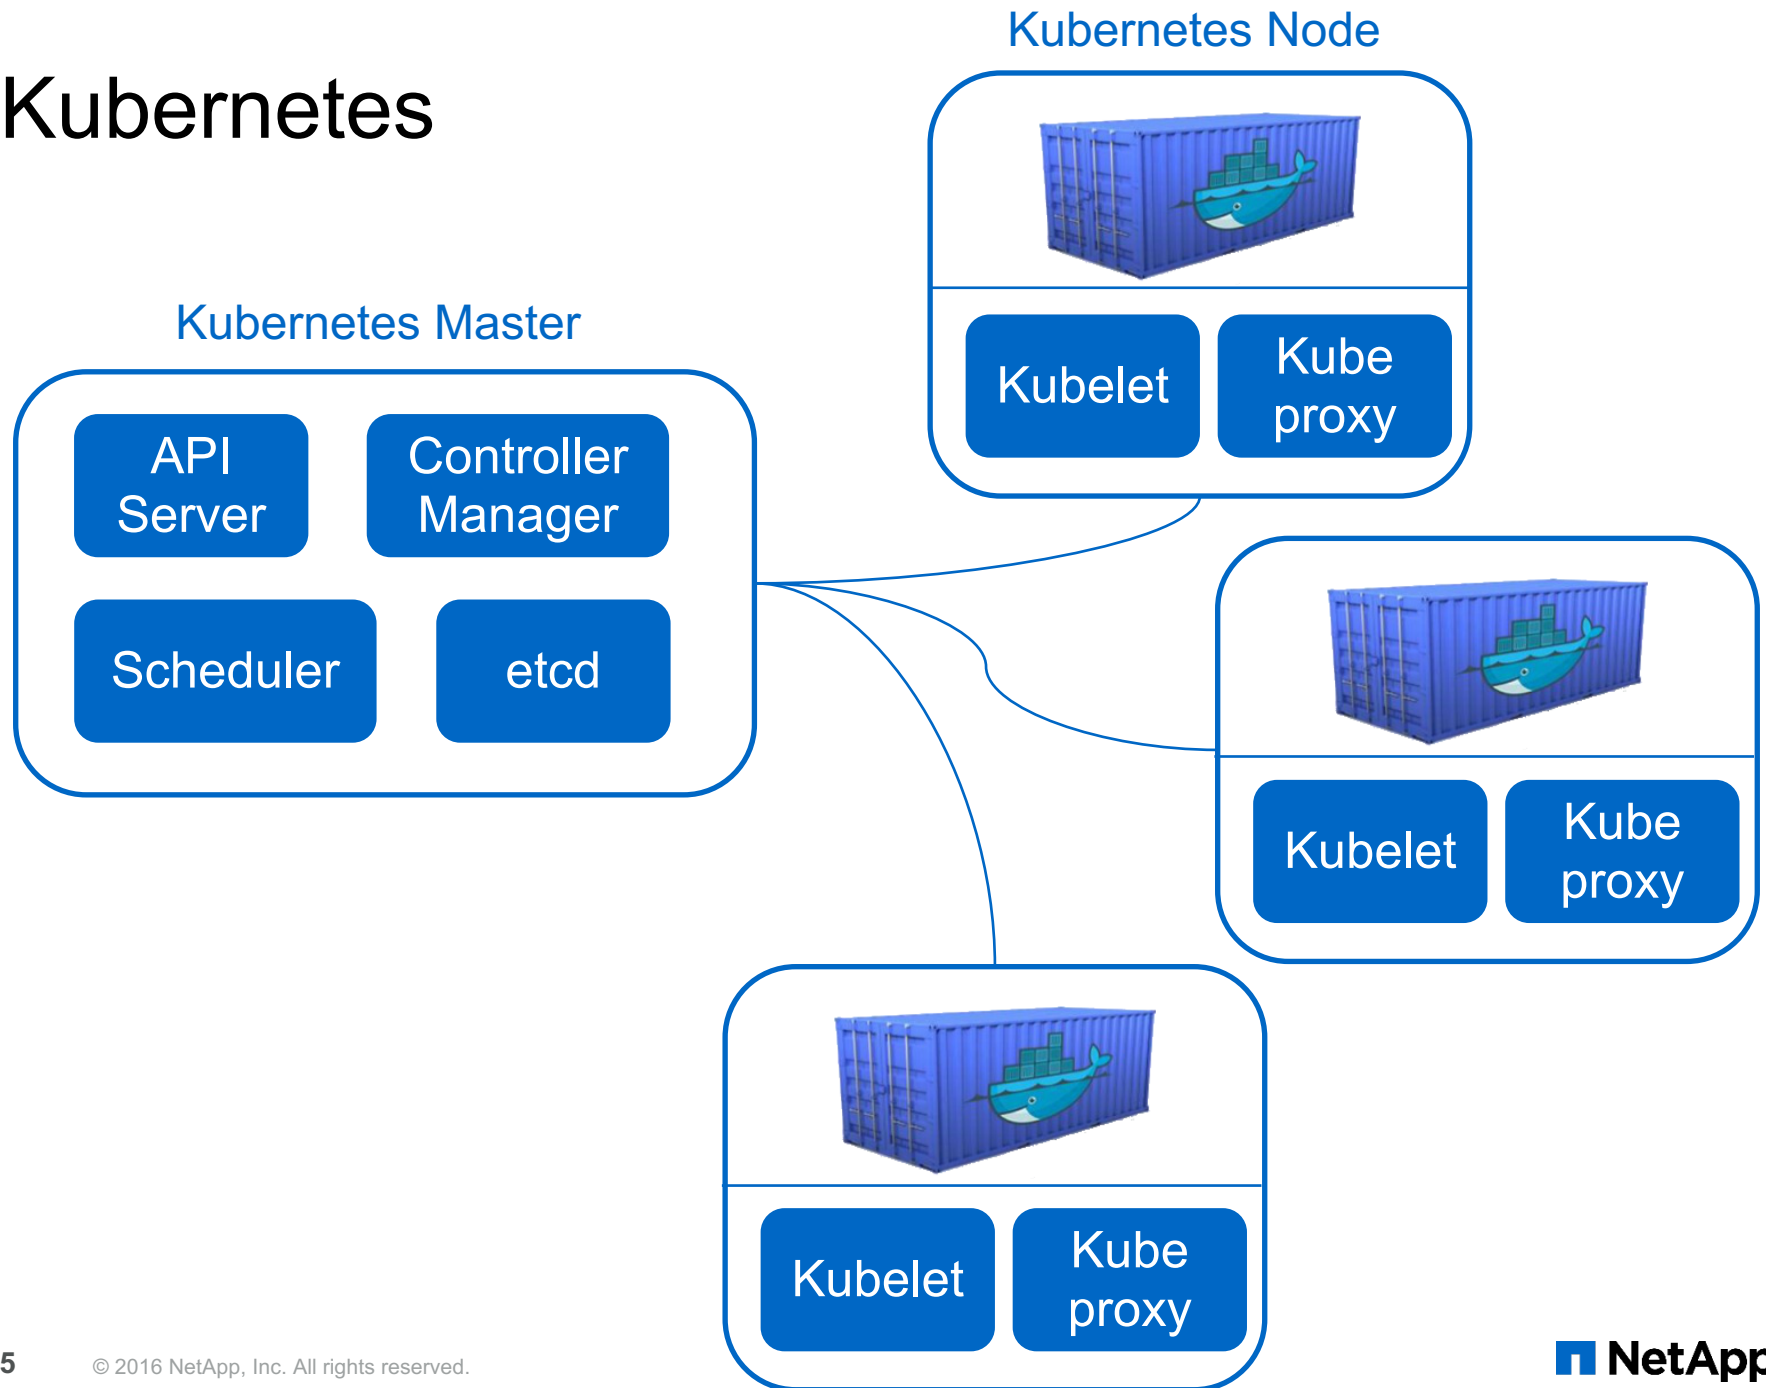 Kubernetes
Kubernetes Node
Kubelet
Kube
proxy
Kubernetes Master
API
Server
Controller
Manager
Scheduler
etcd
Kubelet
Kube
proxy
Kubelet
Kube
proxy
5
© 2016 NetApp, Inc. All rights reserved.
NetApp